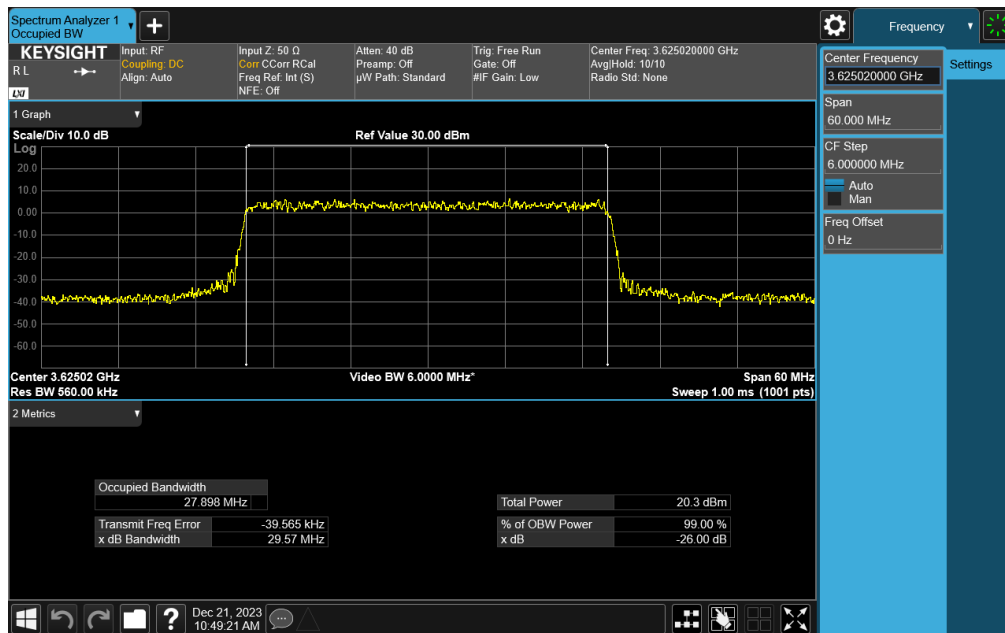 Spectrum Analyzer 1
Occupied BW
Frequency
KEYSIGHT
R L
LXI
Input: RF
Coupling: DC
Align: Auto
Input Z: 50 Ω
Corr CCorr RCal
Freq Ref: Int (S)
NFE: Off
Atten: 40 dB
Preamp: Off
µW Path: Standard
Trig: Free Run
Gate: Off
#IF Gain: Low
Center Freq: 3.625020000 GHz
Avg|Hold: 10/10
Radio Std: None
Center Frequency
3.625020000 GHz
Settings
Span
60.000 MHz
CF Step
6.000000 MHz
Auto
Man
Freq Offset
0 Hz
1 Graph
Scale/Div 10.0 dB
Ref Value 30.00 dBm
Log
20.0
10.0
0.00
-10.0
-20.0
-30.0
-40.0
-50.0
-60.0
Center 3.62502 GHz
Video BW 6.0000 MHz*
Span 60 MHz
Res BW 560.00 kHz
Sweep 1.00 ms (1001 pts)
2 Metrics
Occupied Bandwidth
27.898 MHz
Total Power 20.3 dBm
Transmit Freq Error -39.565 kHz
% of OBW Power 99.00 %
x dB Bandwidth 29.57 MHz
x dB -26.00 dB
?
Dec 21, 2023
10:49:21 AM